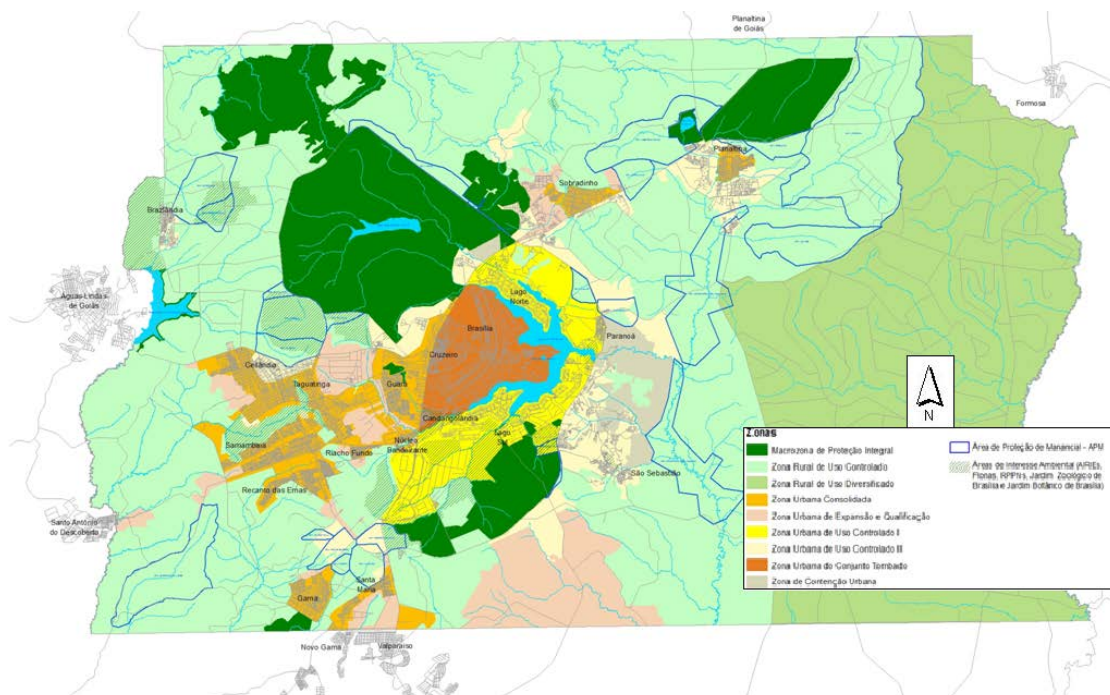 Planaltina
de Goiás
Formosa
Planaltina
Sobradinho
Brazlândia
Águas Lindas
de Goiás
Lago
Norte
Brasília
Paranoá
Cruzeiro
Ceilândia
Taguatinga
Guará
Candangolândia
Núcleo
Bandeirante
Lago
Sul
Samambaia
Riacho Fundo
São Sebastião
Recanto das Emas
Santo Antônio
do Descoberto
Santa
Maria
Gama
Novo Gama
Valparaíso
N
Zonas
Macrozona de Proteção Integral
Zona Rural de Uso Controlado
Zona Rural de Uso Diversificado
Zona Urbana Consolidada
Zona Urbana de Expansão e Qualificação
Zona Urbana de Uso Controlado I
Zona Urbana de Uso Controlado III
Zona Urbana do Conjunto Tombado
Zona de Contenção Urbana
Área de Proteção de Manancial - APM
Áreas de Interesse Ambiental (ARIEs,
Flonas, RPPNs, Jardim Zoológico de
Brasília e Jardim Botânico de Brasília)